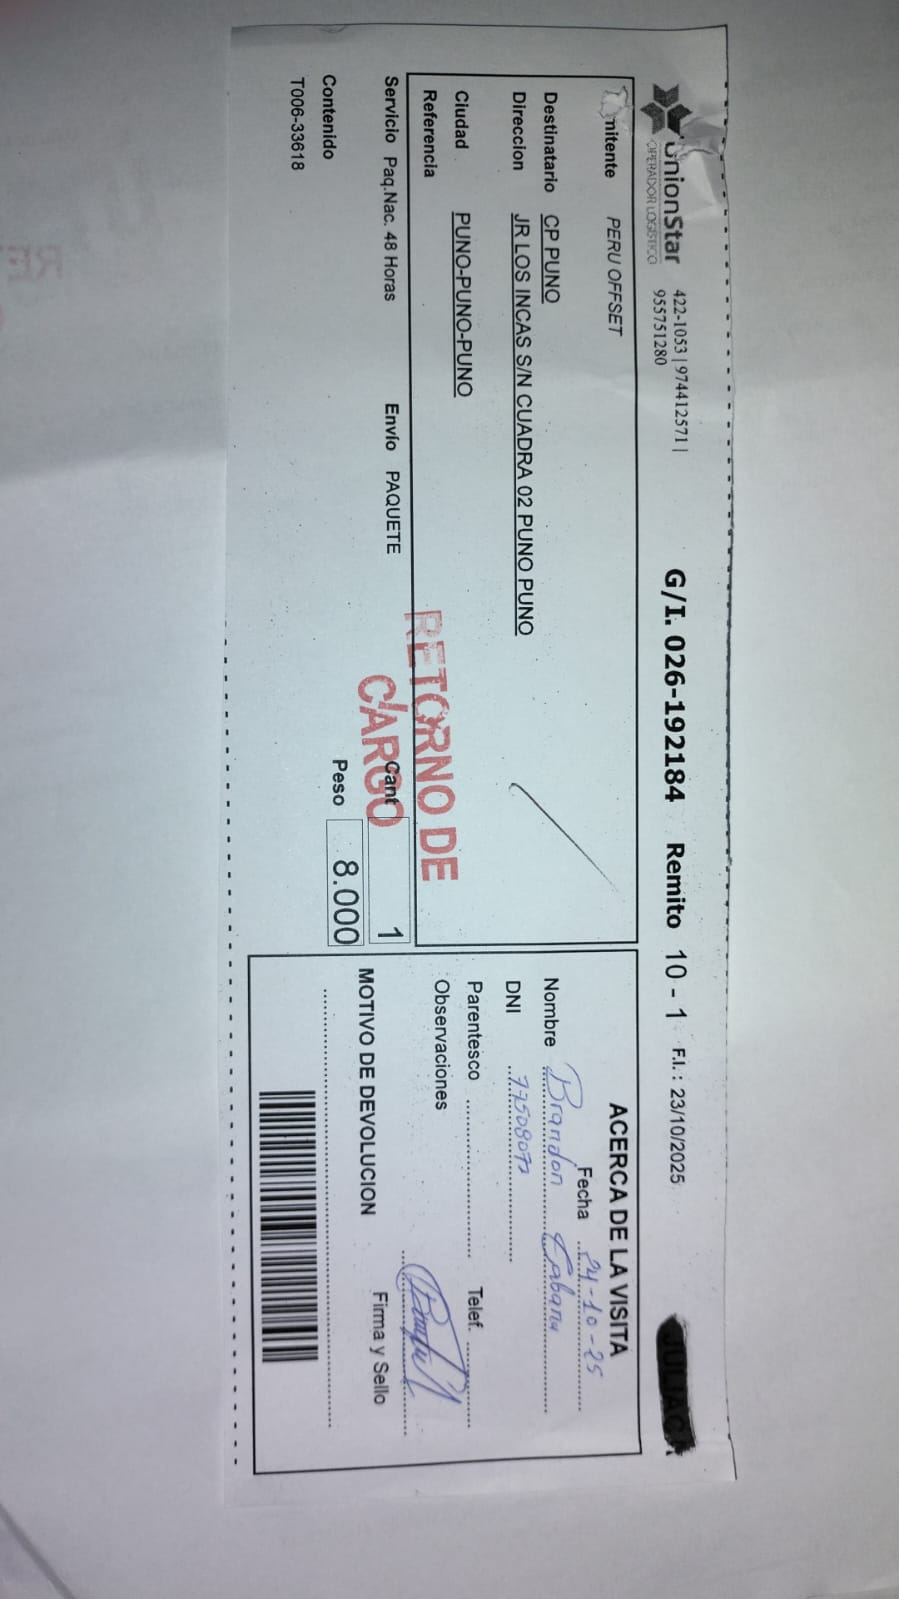 UnionStar
OPERADOR LOGISTICO
422-1053 | 974412571 |
955751280
G/I. 026-192184 Remito 10 - 1 F.I.: 23/10/2025
JULIACA
PERU OFFSET
Destinatario CP PUNO
Direccion JR LOS INCAS S/N CUADRA 02 PUNO PUNO
Ciudad PUNO-PUNO-PUNO
Referencia
Servicio Paq.Nac. 48 Horas Envío PAQUETE
Cant 1
Peso 8.000
Contenido
T006-33618
RETORNO DE
CARGO
ACERCA DE LA VISITA
Fecha 24-10-25
Nombre Brandon
DNI
Parentesco Telef.
Observaciones
Firma y Sello
MOTIVO DE DEVOLUCION